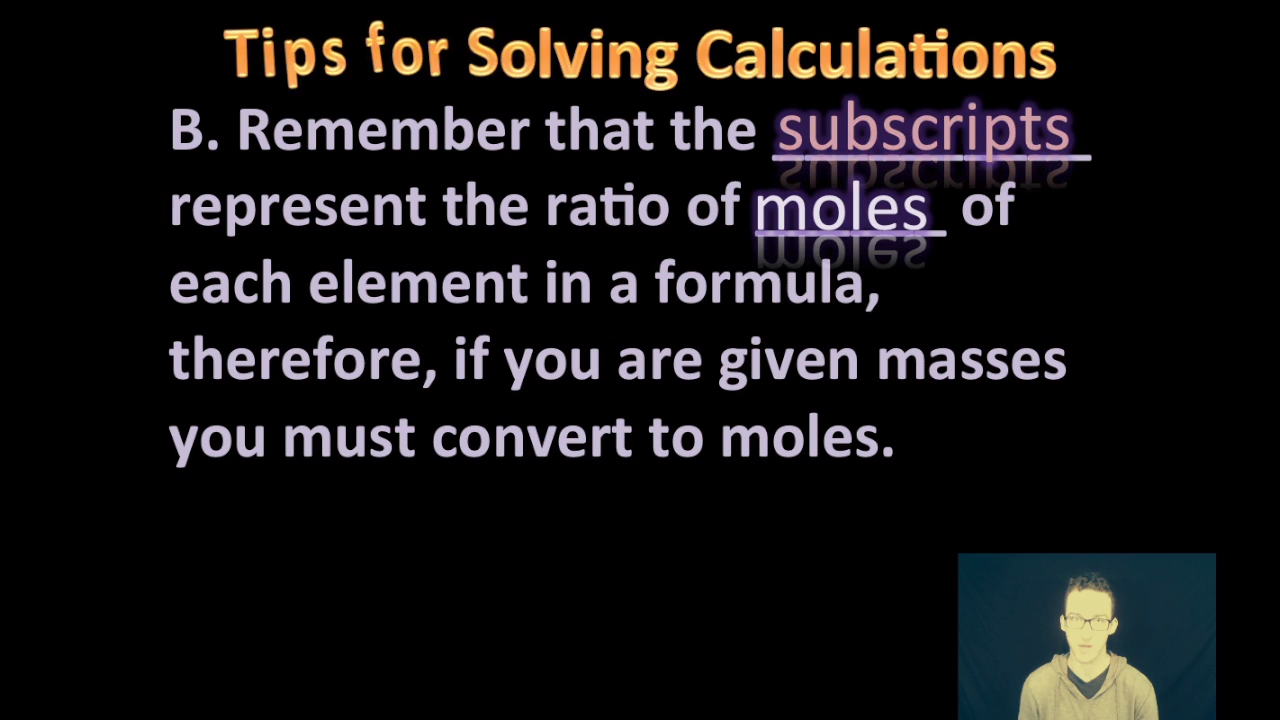 Tips for Solving Calculations
B. Remember that the subscripts
represent the ratio of moles of
each element in a formula,
therefore, if you are given masses
you must convert to moles.